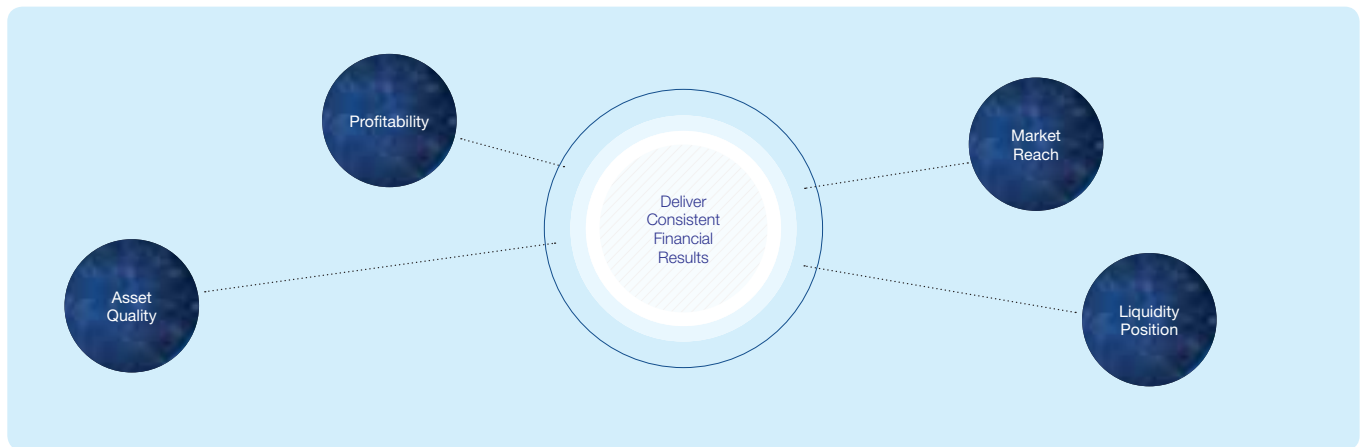 Profitability
Market
Reach
Deliver
Consistent
Financial
Results
Asset
Quality
Liquidity
Position